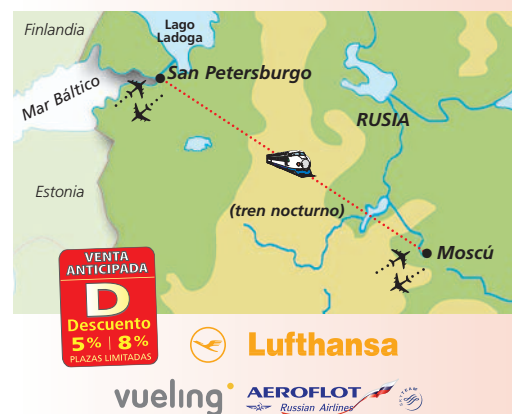 Finlandia
Lago
Ladoga
San Petersburgo
Mar Báltico
RUSIA
Estonia
(tren nocturno)
Moscú
VENTA
ANTICIPADA
D
Descuento
5% | 8%
PLAZAS LIMITADAS
Lufthansa
vueling
AEROFLOT
Russian Airlines
SKYTEAM